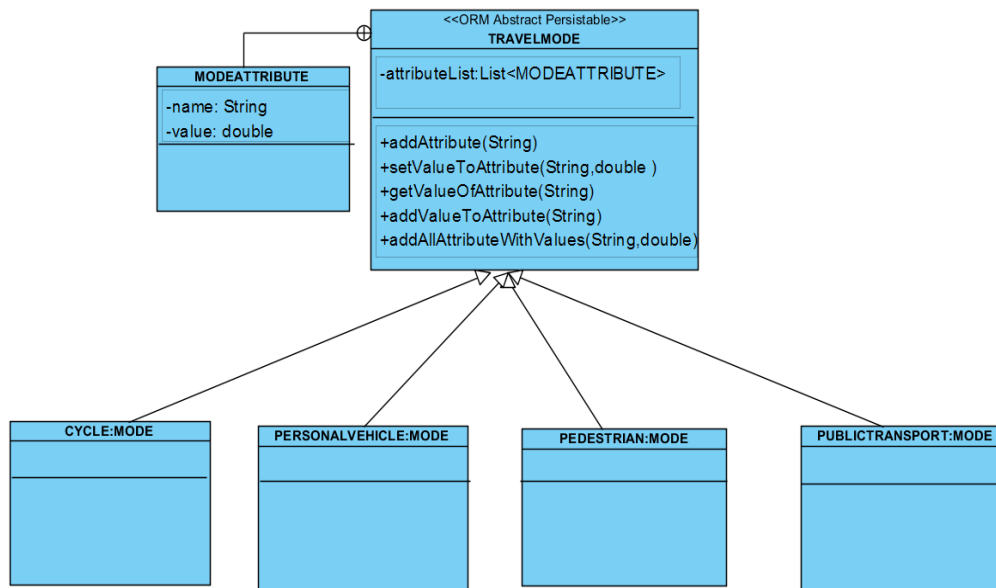 <<ORM Abstract Persistable>>
TRAVELMODE
-attributeList:List<MODEATTRIBUTE>
+addAttribute(String)
+setValueToAttribute(String,double )
+getValueOfAttribute(String)
+addValueToAttribute(String)
+addAllAttributeWithValues(String,double)
MODEATTRIBUTE
-name: String
-value: double
CYCLE:MODE
PERSONALVEHICLE:MODE
PEDESTRIAN:MODE
PUBLICTRANSPORT:MODE